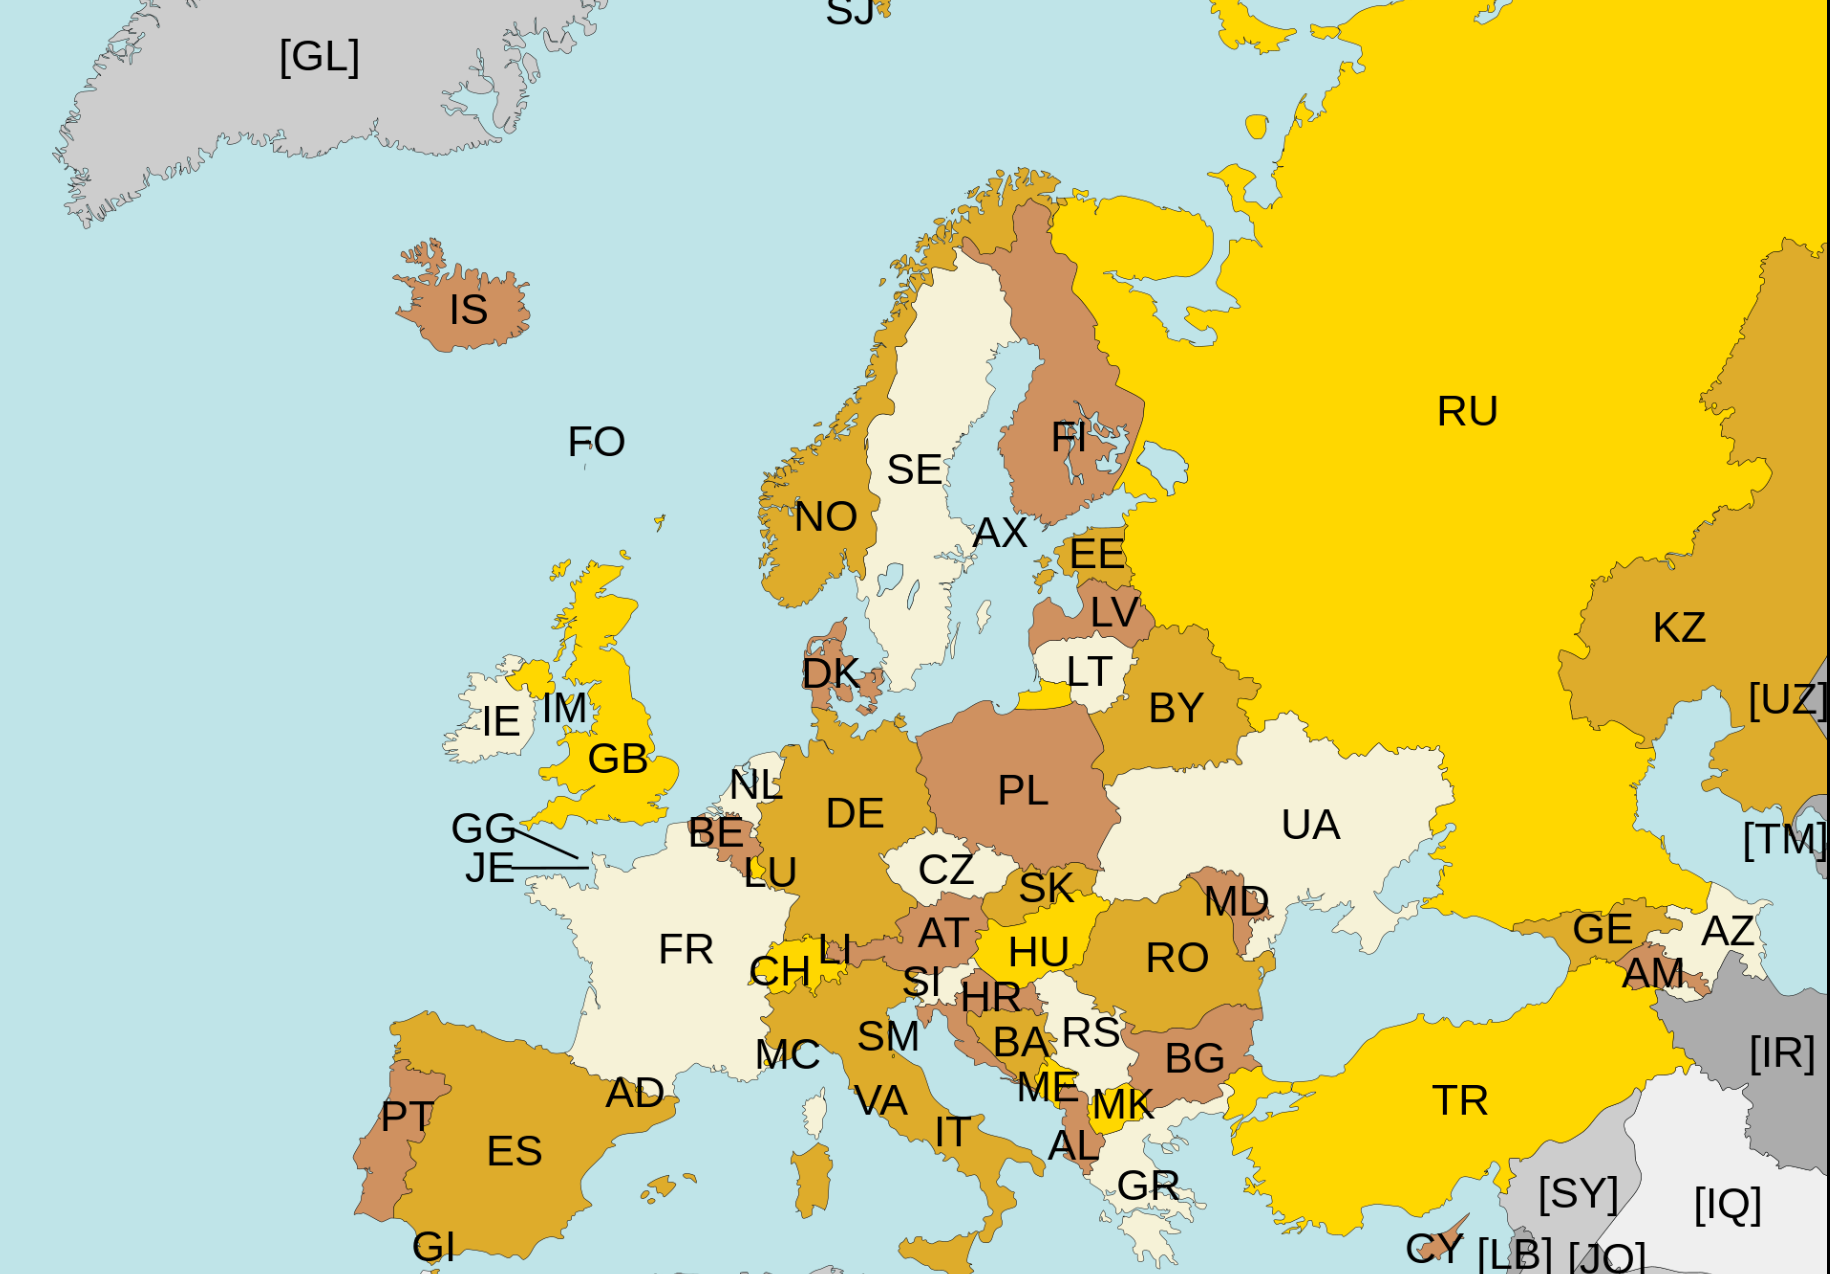 SJ
[GL]
IS
RU
FO
FI
SE
NO
AX
EE
LV
KZ
DK
LT
[UZ]
IM
BY
IE
GB
NL
PL
DE
UA
GG
BE
[TM]
JE
LU
CZ
SK
MD
AT
GE
AZ
FR
LI
HU
RO
CH
AM
SI
HR
RS
SM
BA
MC
BG
[IR]
ME
AD
VA
MK
TR
PT
IT
AL
ES
GR
[SY]
[IQ]
GI
CY
[LB]
[JO]